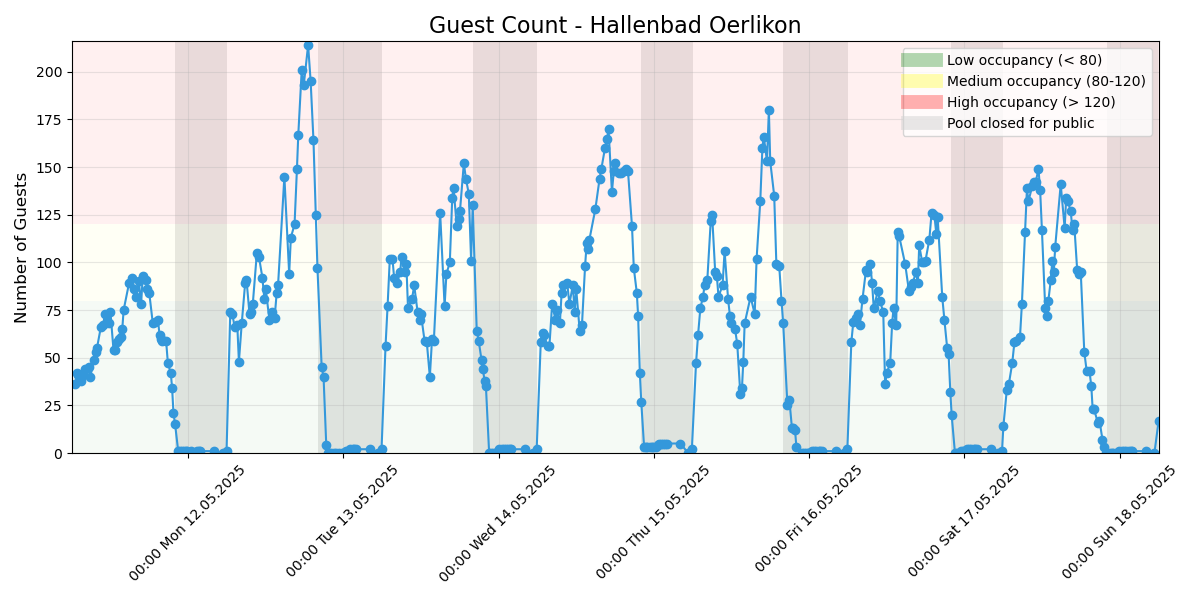 Guest Count - Hallenbad Oerlikon
Number of Guests
200
175
150
125
100
75
50
25
0
Low occupancy (< 80)
Medium occupancy (80-120)
High occupancy (> 120)
Pool closed for public
00:00 Mon 12.05.2025
00:00 Tue 13.05.2025
00:00 Wed 14.05.2025
00:00 Thu 15.05.2025
00:00 Fri 16.05.2025
00:00 Sat 17.05.2025
00:00 Sun 18.05.2025